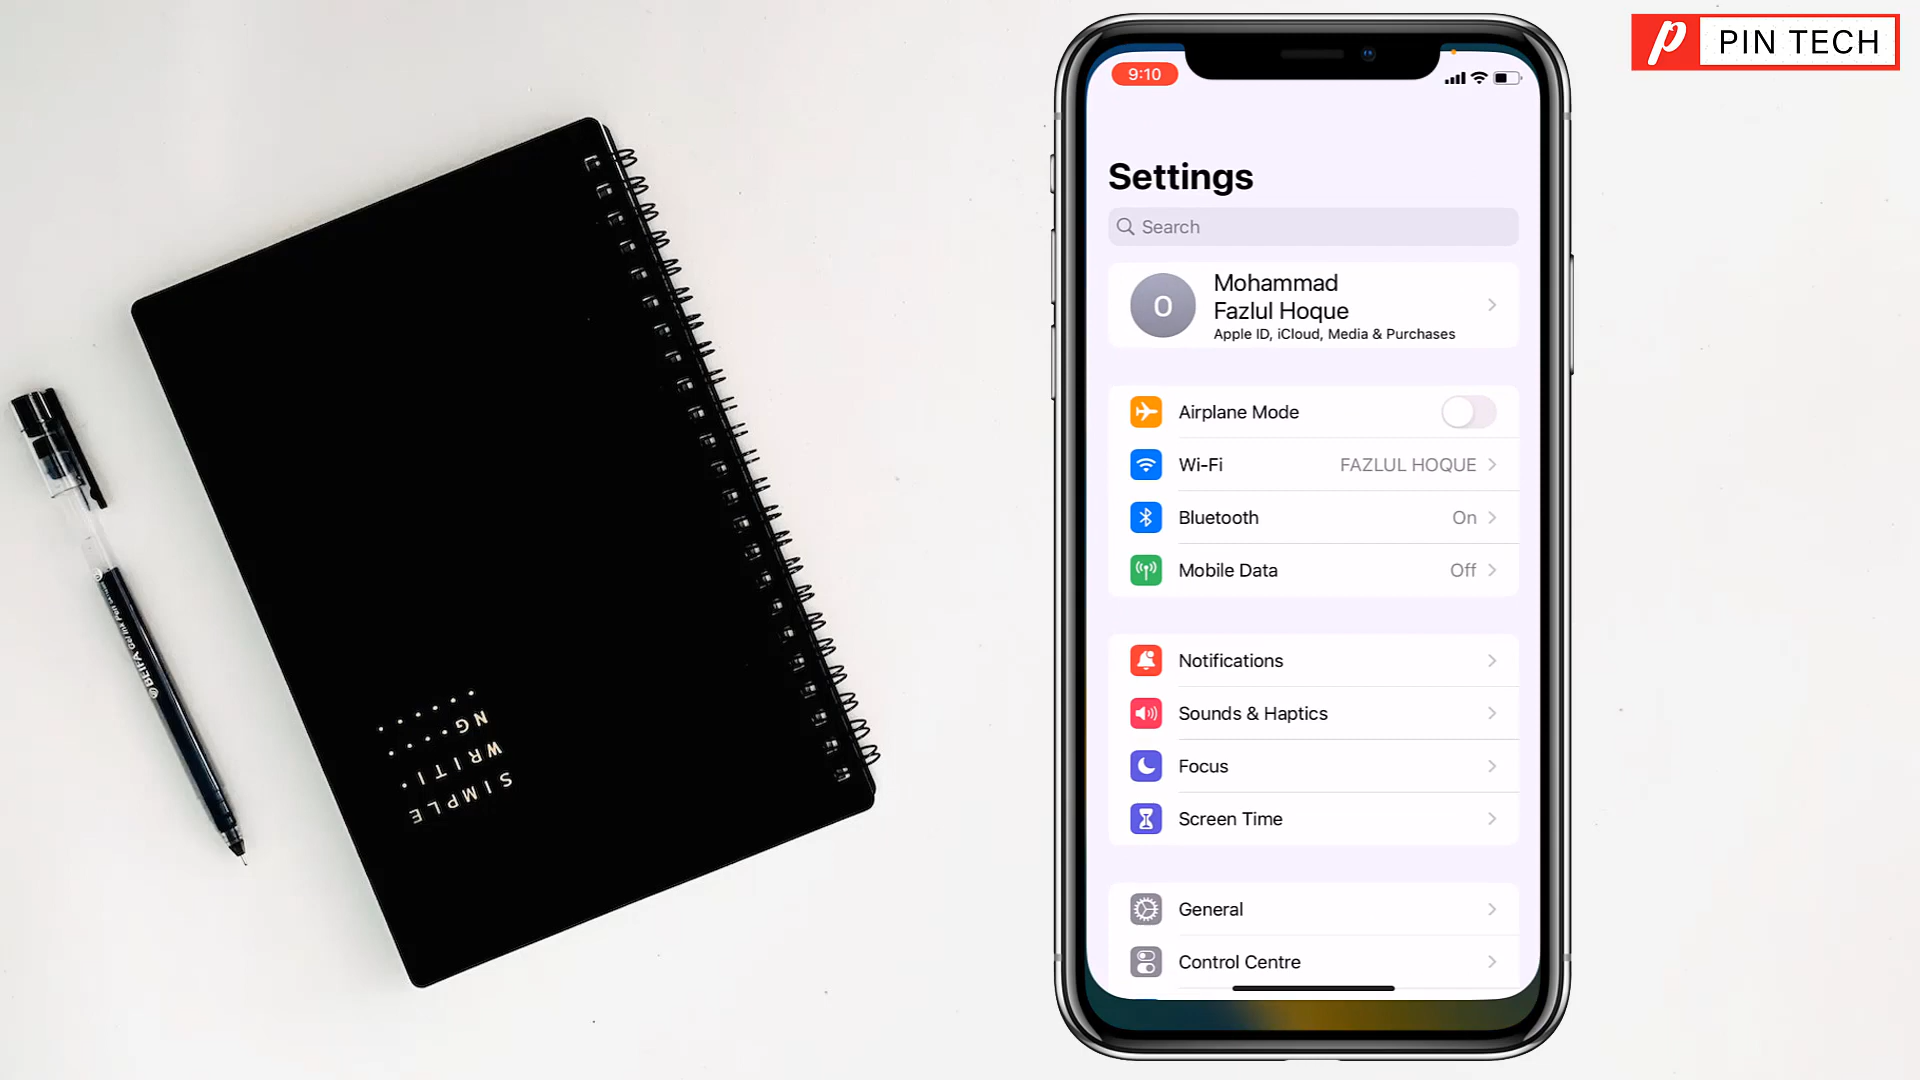 P PIN TECH
9:10
Settings
Search
O
Mohammad
Fazlul Hoque
Apple ID, iCloud, Media & Purchases
Airplane Mode
Wi-Fi FAZLUL HOQUE
Bluetooth On
Mobile Data Off
Notifications
Sounds & Haptics
Focus
Screen Time
General
Control Centre
SIMPLE
WRITI
NG